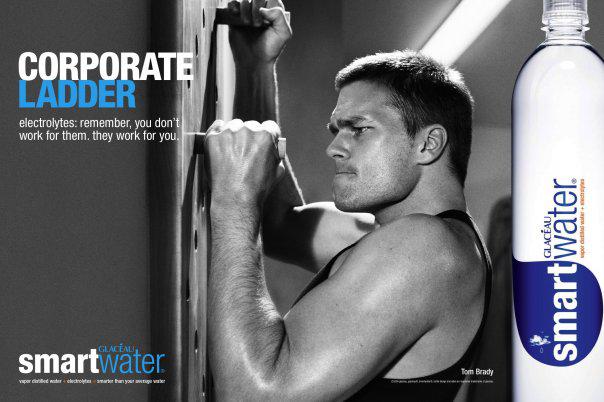 CORPORATE
LADDER
electrolytes: remember, you don't
work for them. they work for you.
GLACÉAU
smartwater®
vapor distilled water + electrolytes
Tom Brady
GLACÉAU
smartwater®
vapor distilled water + electrolytes + smarter than your average water